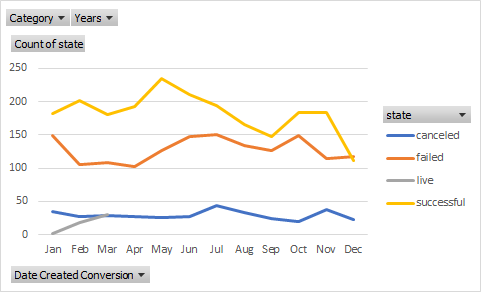 Category Years
Count of state
250
200
150
100
50
0
Jan Feb Mar Apr May Jun Jul Aug Sep Oct Nov Dec
state
canceled
failed
live
successful
Date Created Conversion